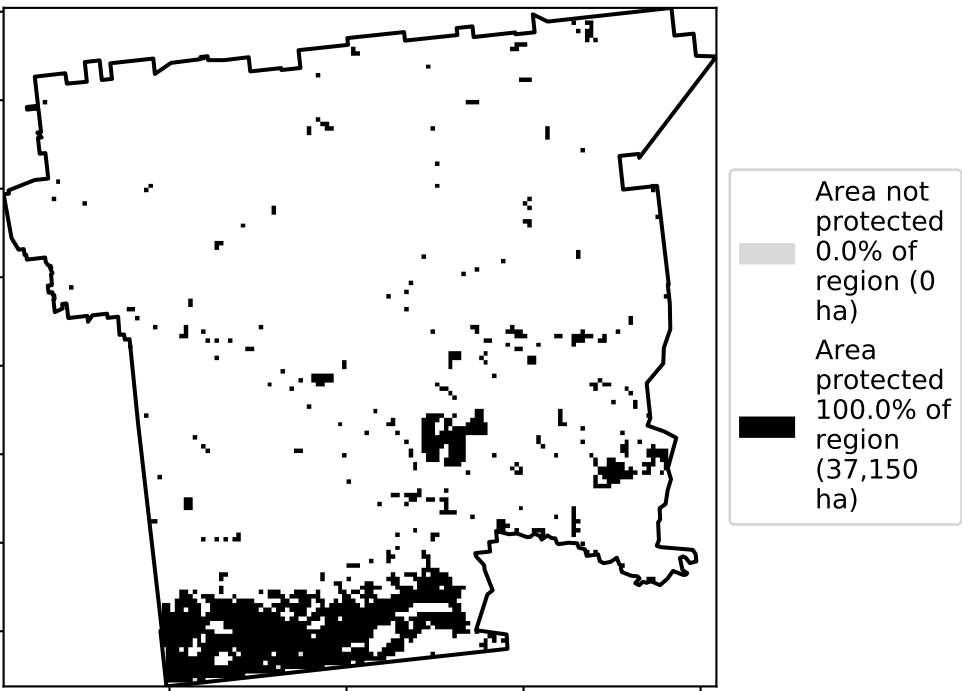 Area not
protected
0.0% of
region (0
ha)
Area
protected
100.0% of
region
(37,150
ha)